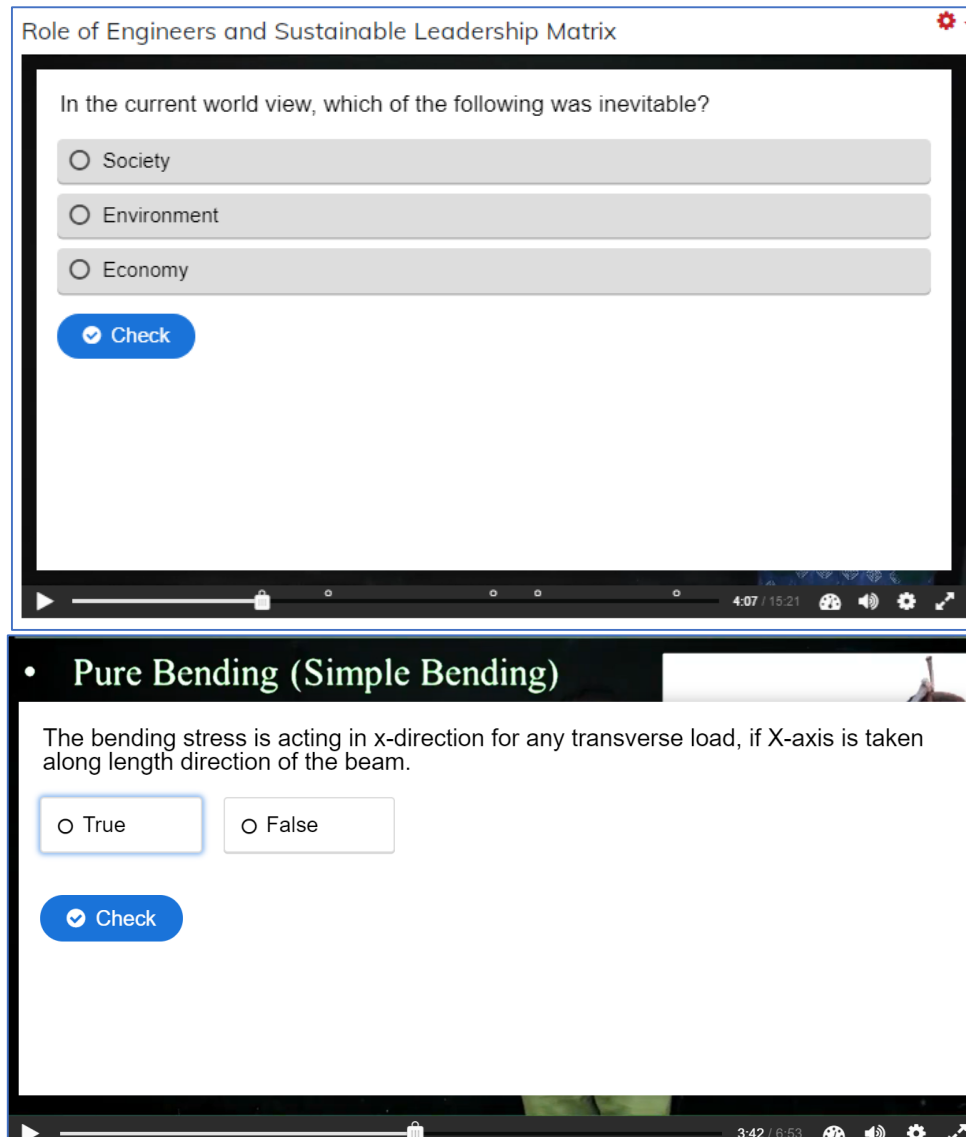 Role of Engineers and Sustainable Leadership Matrix
In the current world view, which of the following was inevitable?
Society
Environment
Economy
Check
4:07 / 15:21
• Pure Bending (Simple Bending)
The bending stress is acting in x-direction for any transverse load, if X-axis is taken
along length direction of the beam.
True
False
Check
3:42 / 6:53